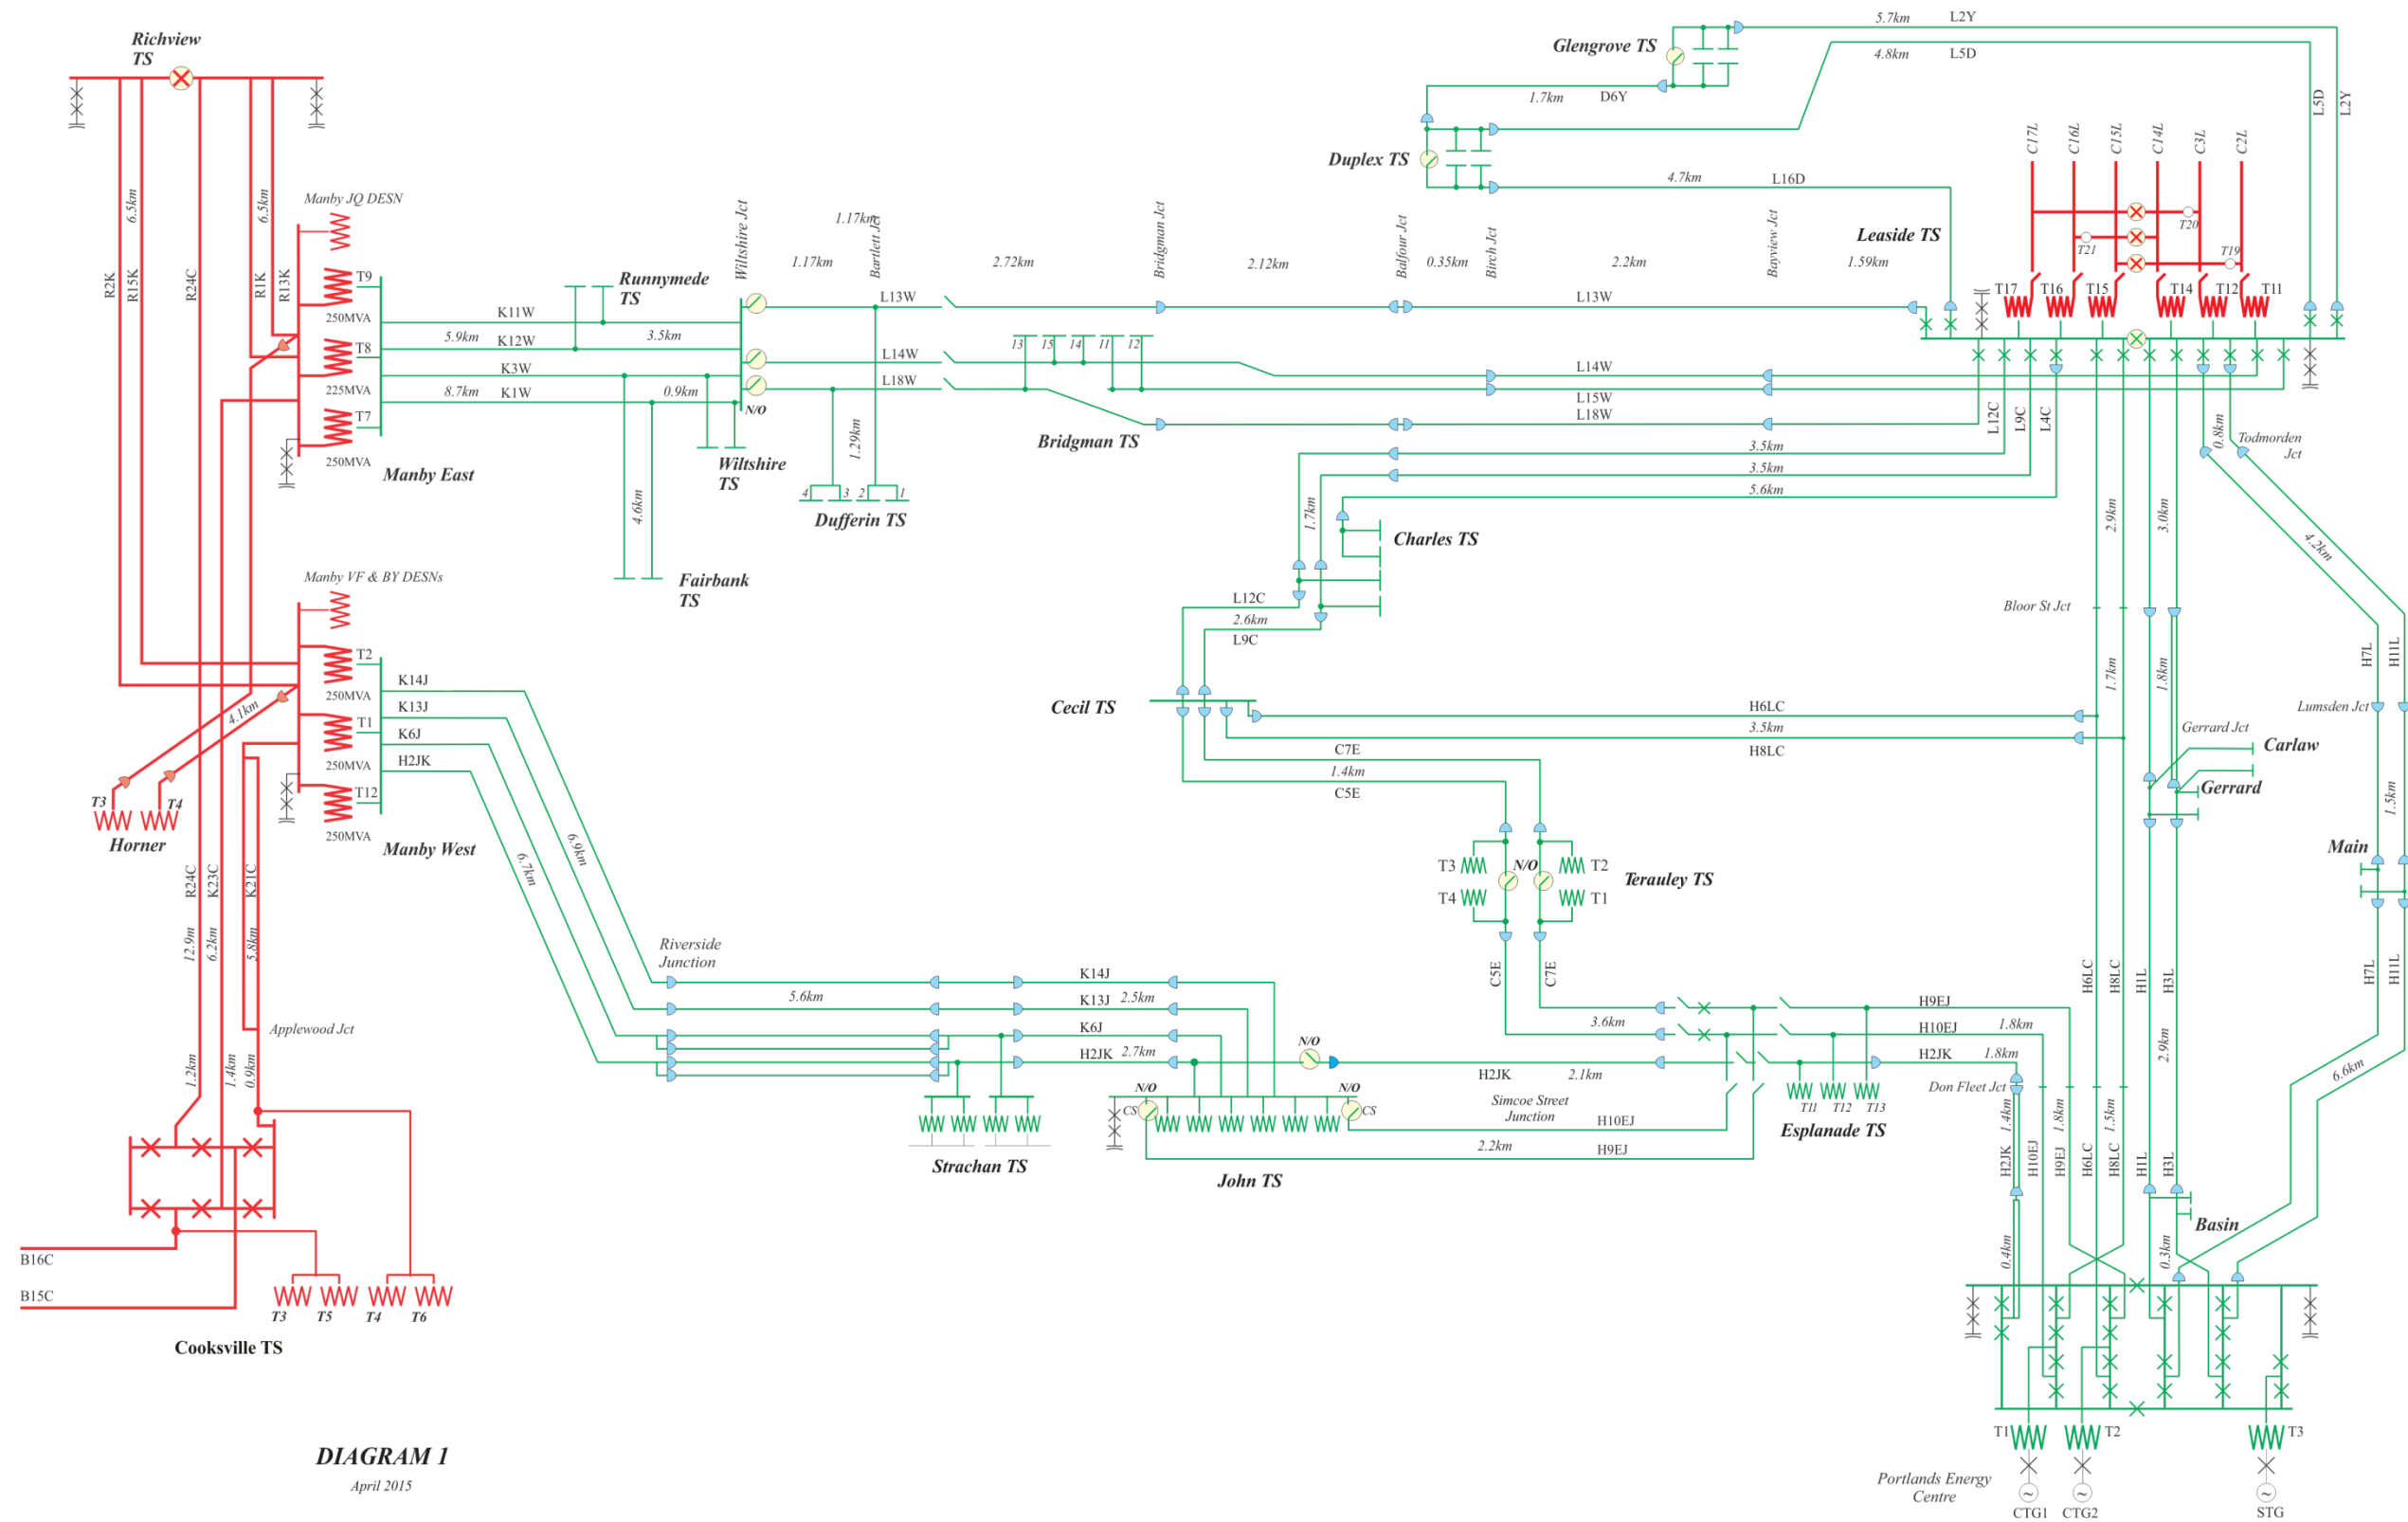 Richview
TS
R2K
R15K
6.5km
R24C
R1K
6.5km
R13K
Manby JQ DESN
T9
250MVA
T8
225MVA
T7
250MVA
Manby East
K11W
5.9km
K12W
3.5km
K3W
8.7km
K1W
0.9km
Runnymede
TS
4.6km
Fairbank
TS
Wiltshire Jct
N/O
Wiltshire
TS
1.17km
1.17km
Bartlett Jct
L13W
L14W
L18W
1.29km
4
3
2
1
Dufferin TS
2.72km
13
15
14
11
12
Bridgman TS
Bridgman Jct
2.12km
Balfour Jct
0.35km
Birch Jct
2.2km
Bayview Jct
1.59km
L13W
L14W
L15W
L18W
Glengrove TS
5.7km
L2Y
4.8km
L5D
1.7km
D6Y
Duplex TS
4.7km
L16D
L5D
L2Y
Leaside TS
C17L
C16L
C15L
C14L
C3L
C2L
T20
T21
T19
T17
T16
T15
T14
T12
T11
L12C
L9C
L4C
0.8km
Todmorden
Jct
3.5km
3.5km
5.6km
1.7km
Charles TS
L12C
2.6km
L9C
2.9km
3.0km
4.2km
Bloor St Jct
1.7km
1.8km
H7L
H11L
Lumsden Jct
Gerrard Jct
Carlaw
Gerrard
1.5km
Main
Cecil TS
H6LC
3.5km
H8LC
C7E
1.4km
C5E
T3
N/O
T2
T4
T1
Terauley TS
C5E
C7E
Manby VF & BY DESNs
T2
250MVA
T1
250MVA
T12
250MVA
Manby West
K14J
K13J
K6J
H2JK
4.1km
T3
T4
Horner
R24C
K23C
K21C
12.9m
6.2km
5.8km
Applewood Jct
1.2km
1.4km
0.9km
6.9km
6.7km
Riverside
Junction
5.6km
K14J
K13J
2.5km
K6J
H2JK
2.7km
Strachan TS
N/O
CS
N/O
N/O
CS
John TS
H2JK
2.1km
Simcoe Street
Junction
H10EJ
2.2km
H9EJ
3.6km
H9EJ
H10EJ
1.8km
H2JK
1.8km
T11
T12
T13
Esplanade TS
Don Fleet Jct
H6LC
H8LC
H1L
H3L
H7L
H11L
2.9km
6.6km
H2JK
1.4km
H10EJ
H9EJ
1.8km
H6LC
H8LC
1.5km
H1L
H3L
Basin
0.4km
0.3km
B16C
B15C
T3
T5
T4
T6
Cooksville TS
T1
T2
T3
Portlands Energy
Centre
CTG1
CTG2
STG
DIAGRAM 1
April 2015